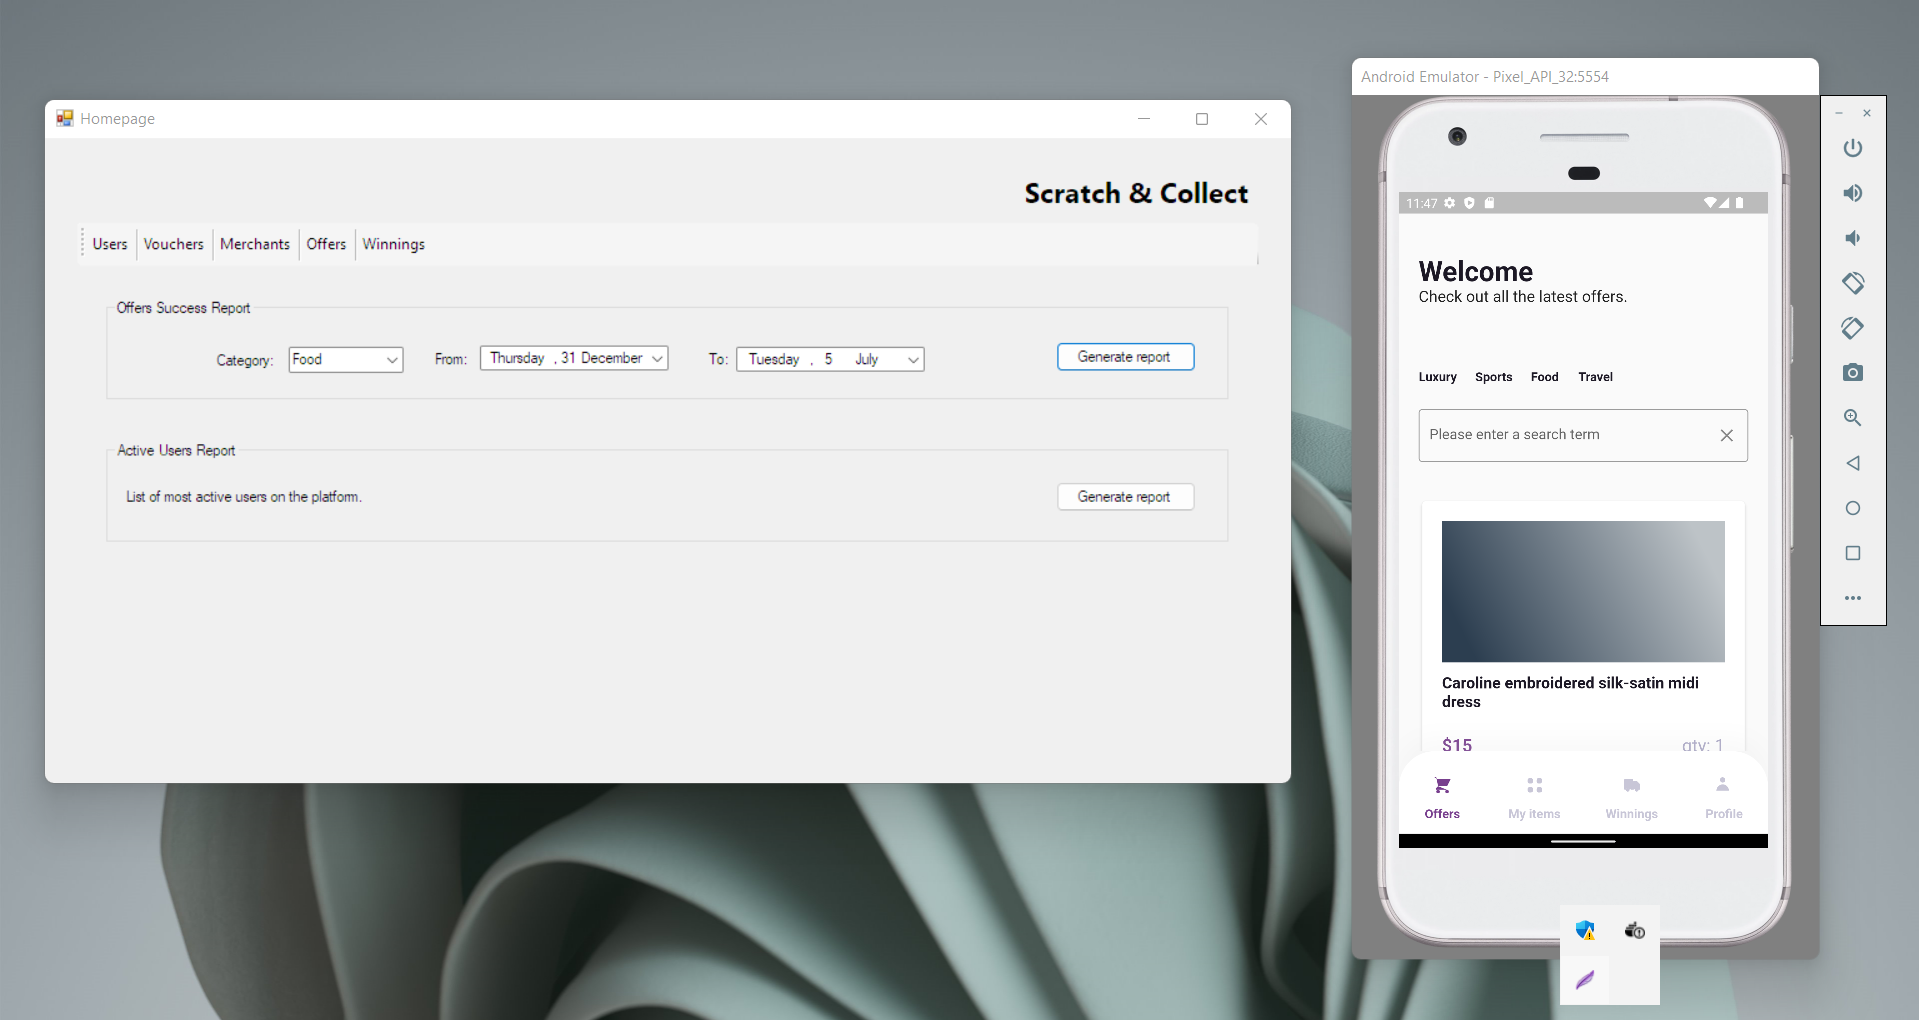 Homepage
Scratch & Collect
Users Vouchers Merchants Offers Winnings
Offers Success Report
Category: Food From: Thursday , 31 December To: Tuesday , 5 July Generate report
Active Users Report
List of most active users on the platform. Generate report
Android Emulator - Pixel_API_32:5554
11:47
Welcome
Check out all the latest offers.
Luxury Sports Food Travel
Please enter a search term
Caroline embroidered silk-satin midi
dress
$15 qty: 1
Offers My items Winnings Profile